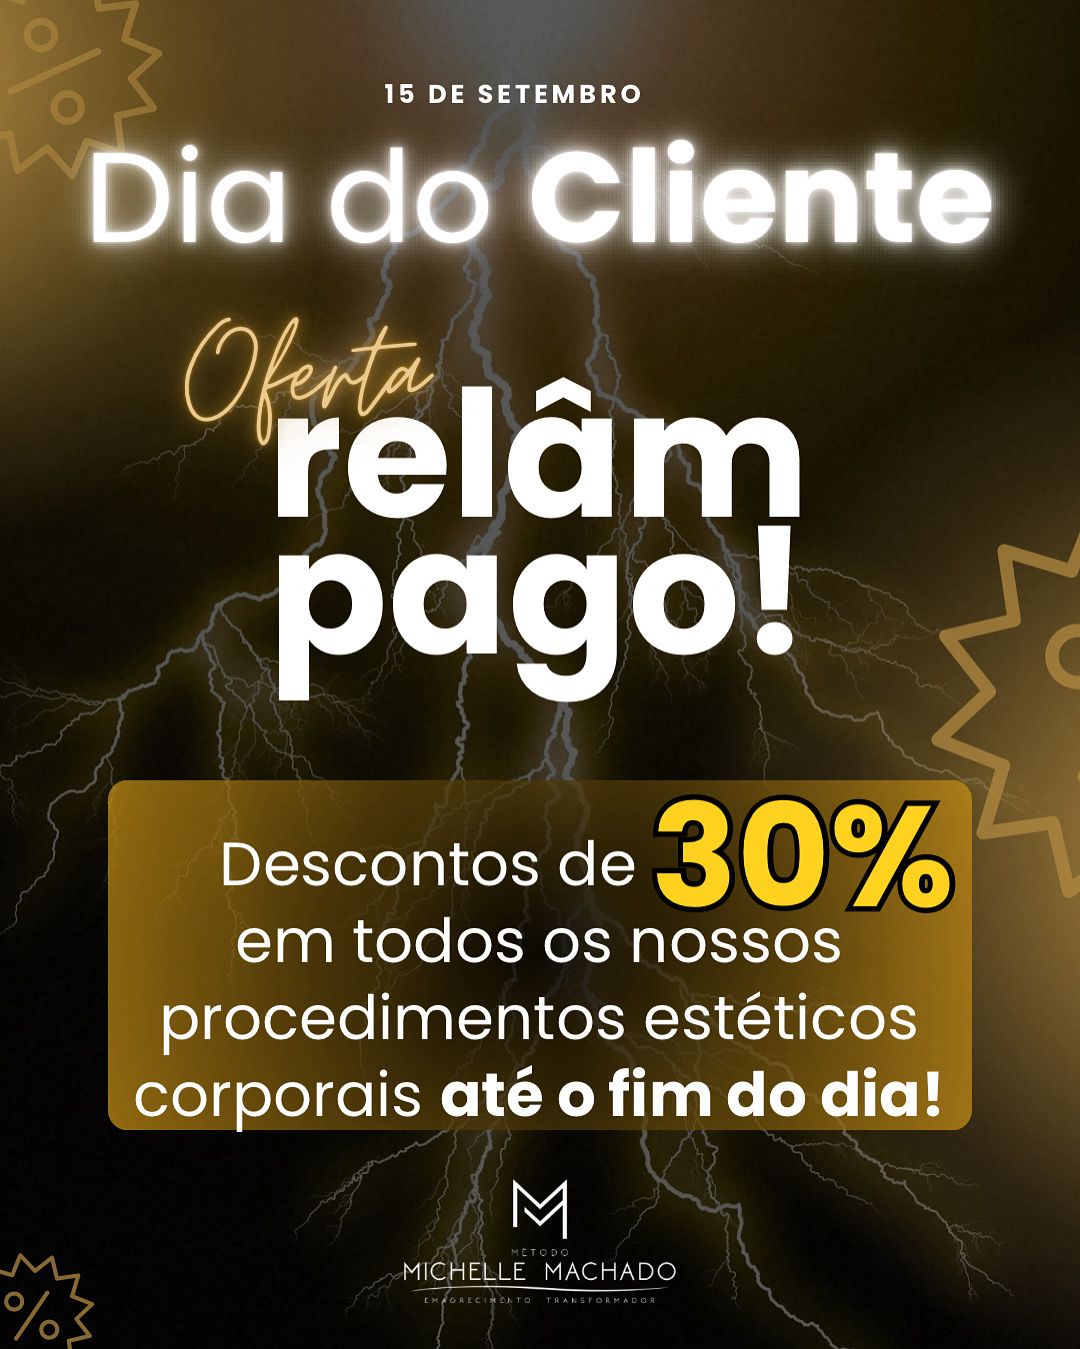 15 DE SETEMBRO
Dia do Cliente
Oferta
relâm
pago!
Descontos de 30%
em todos os nossos
procedimentos estéticos
corporais até o fim do dia!
MÉTODO
MICHELLE MACHADO
EMAGRECIMENTO TRANSFORMADOR